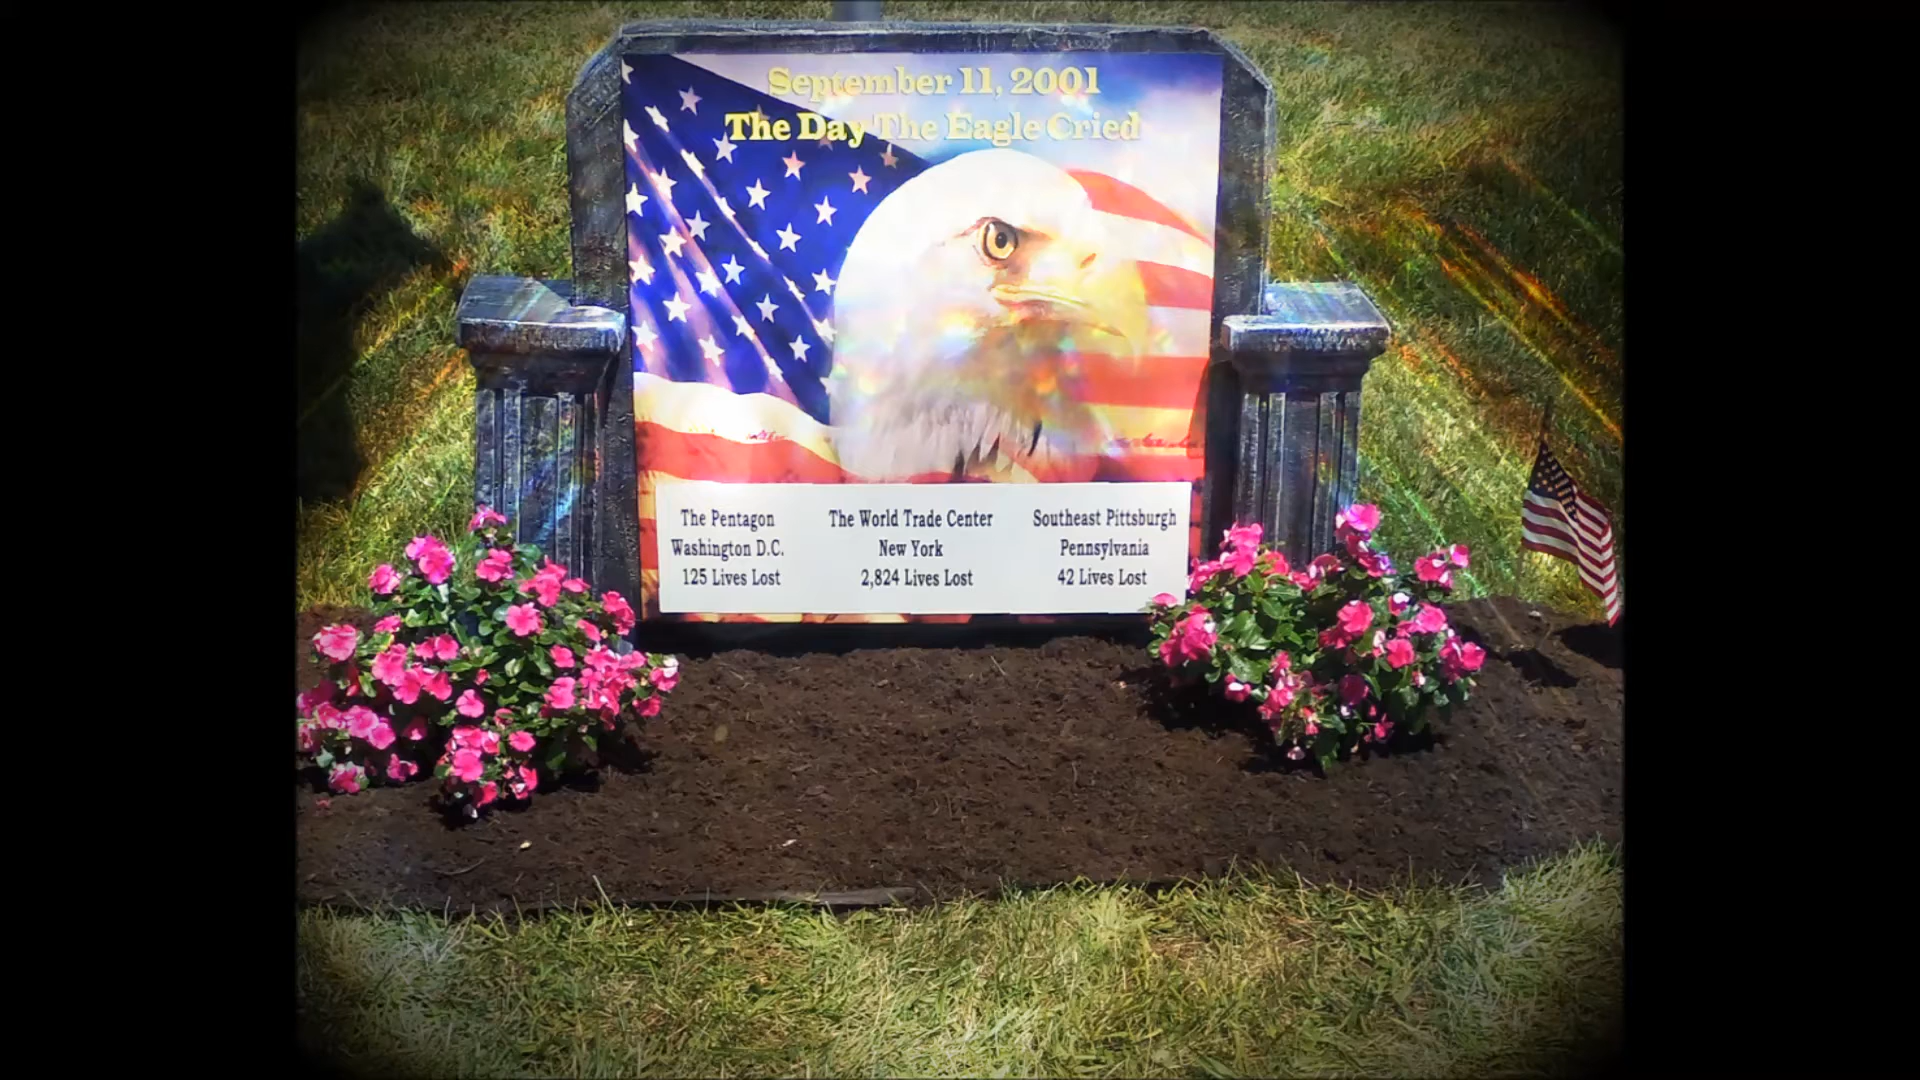 September 11, 2001
The Day The Eagle Cried
The Pentagon
Washington D.C.
125 Lives Lost
The World Trade Center
New York
2,824 Lives Lost
Southeast Pittsburgh
Pennsylvania
42 Lives Lost